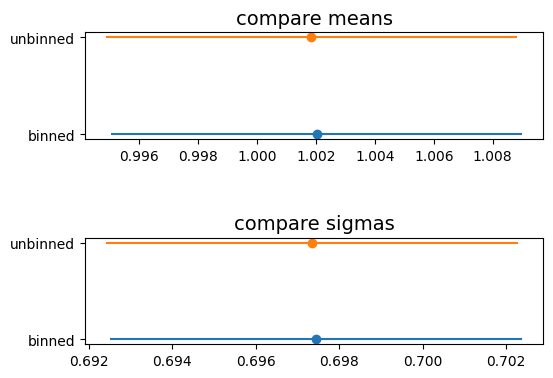 compare means
unbinned
binned
0.996 0.998 1.000 1.002 1.004 1.006 1.008
compare sigmas
unbinned
binned
0.692 0.694 0.696 0.698 0.700 0.702